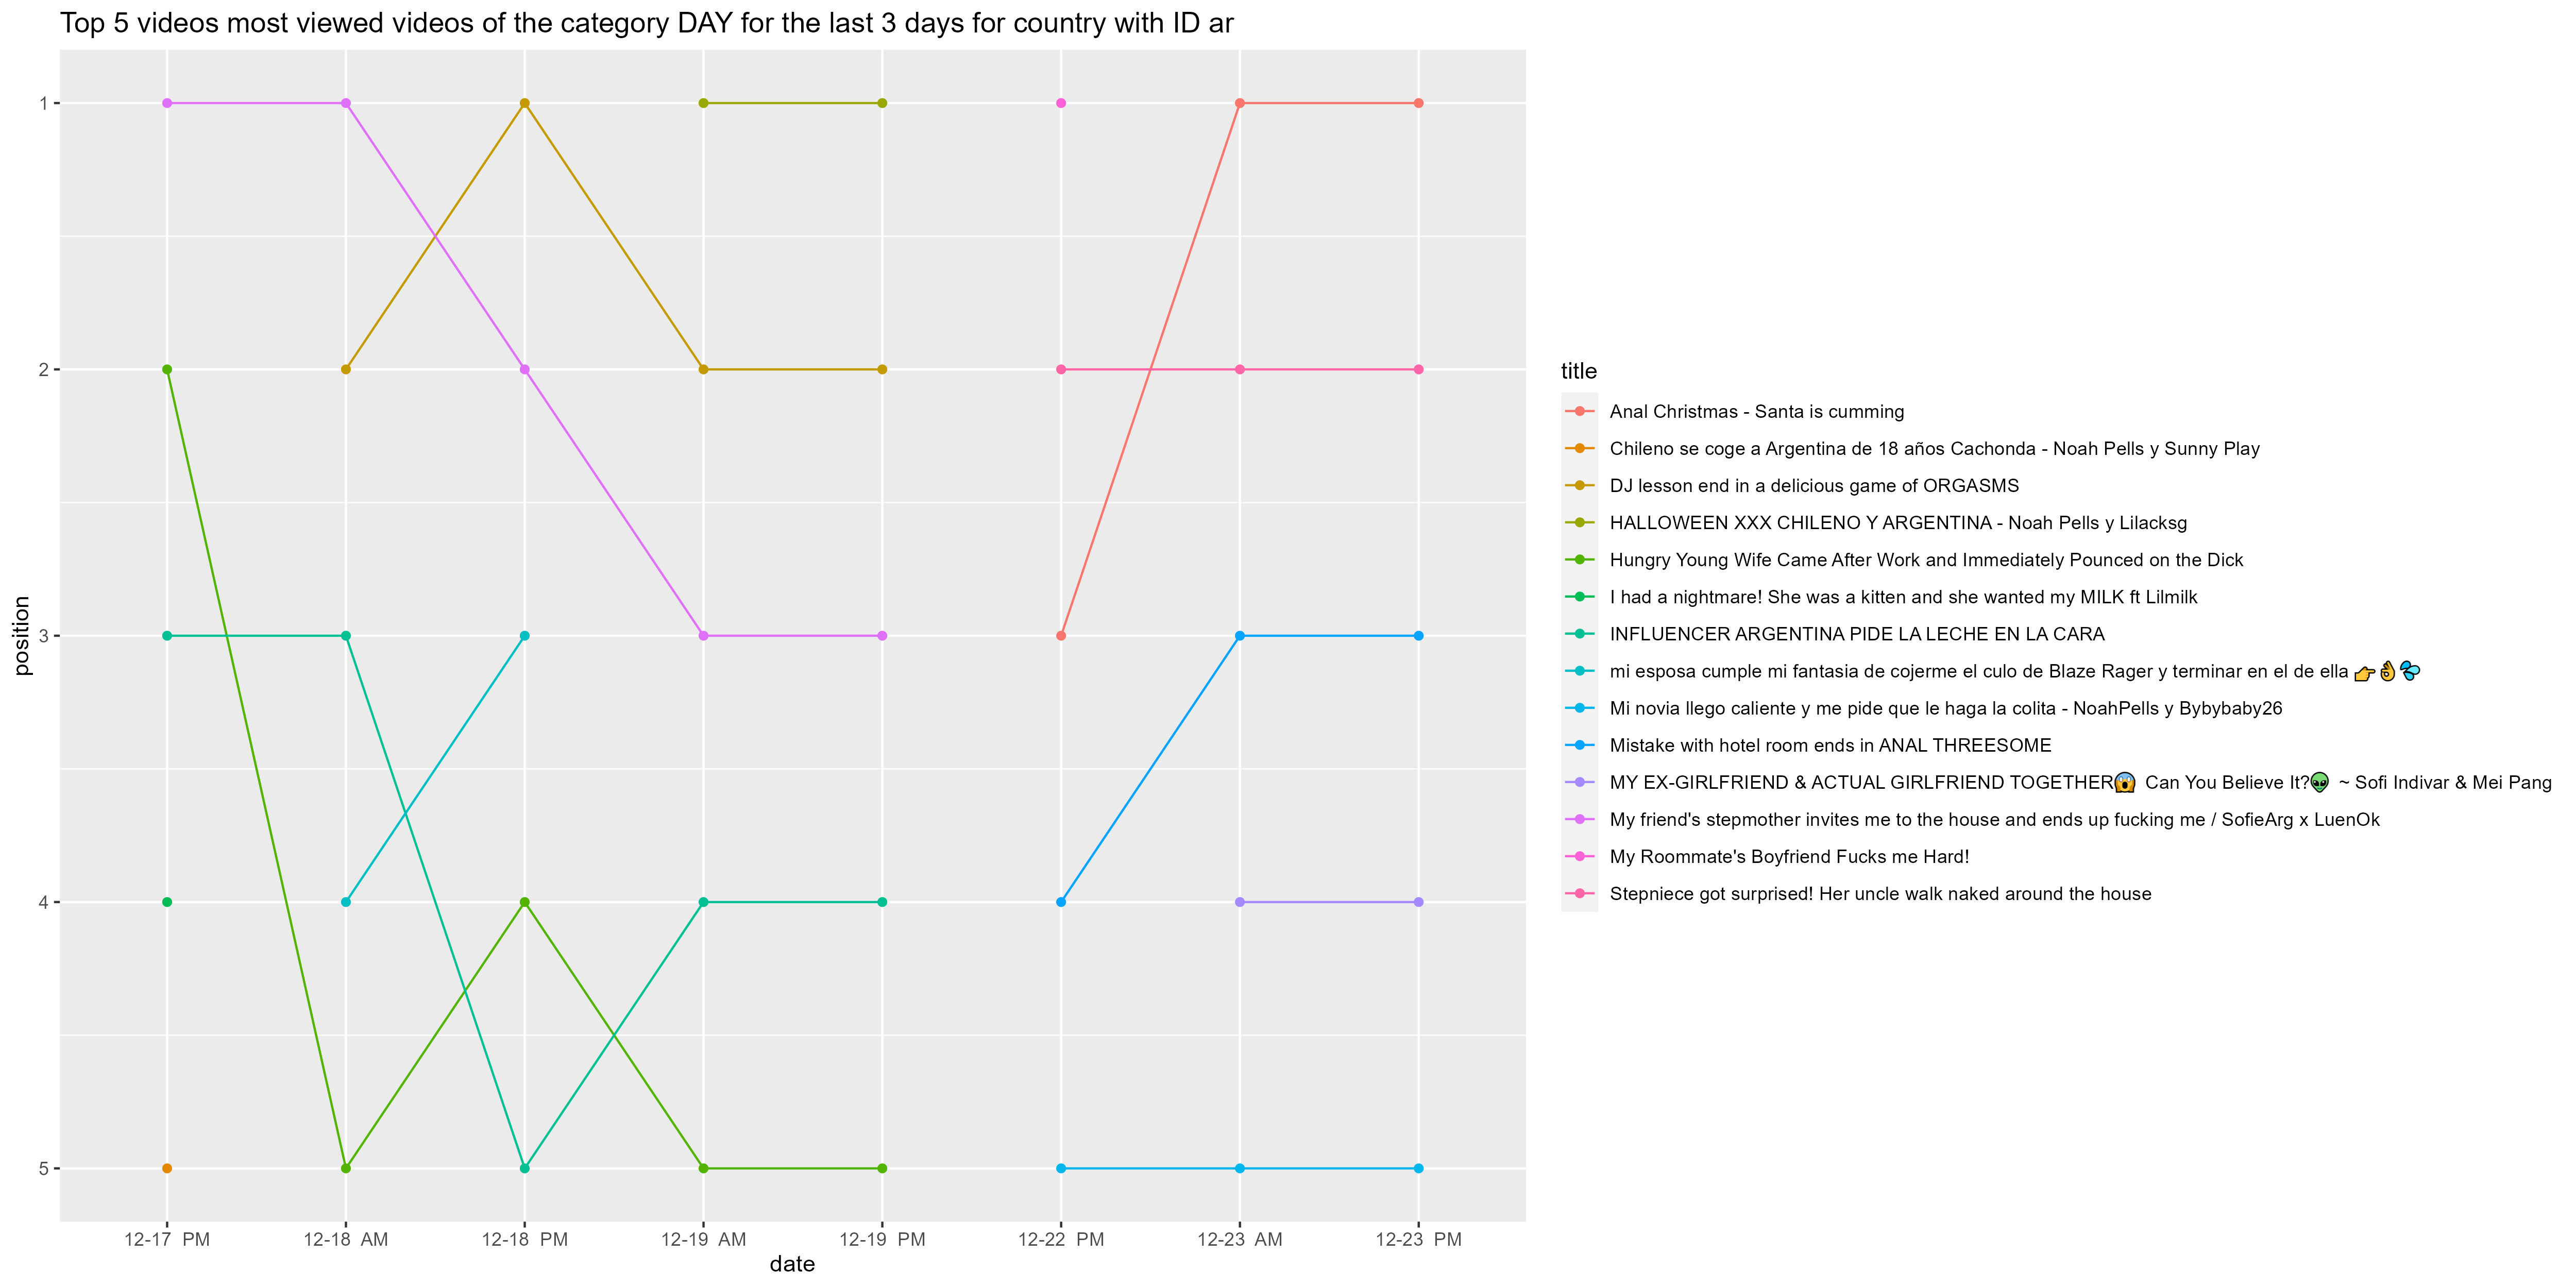 Top 5 videos most viewed videos of the category DAY for the last 3 days for country with ID ar
position
1
2
3
4
5
12-17 PM
12-18 AM
12-18 PM
12-19 AM
12-19 PM
12-22 PM
12-23 AM
12-23 PM
date
title
Anal Christmas - Santa is cumming
Chileno se coge a Argentina de 18 años Cachonda - Noah Pells y Sunny Play
DJ lesson end in a delicious game of ORGASMS
HALLOWEEN XXX CHILENO Y ARGENTINA - Noah Pells y Lilacksg
Hungry Young Wife Came After Work and Immediately Pounced on the Dick
I had a nightmare! She was a kitten and she wanted my MILK ft Lilmilk
INFLUENCER ARGENTINA PIDE LA LECHE EN LA CARA
mi esposa cumple mi fantasia de cojerme el culo de Blaze Rager y terminar en el de ella 👉👌💦
Mi novia llego caliente y me pide que le haga la colita - NoahPells y Bybybaby26
Mistake with hotel room ends in ANAL THREESOME
MY EX-GIRLFRIEND & ACTUAL GIRLFRIEND TOGETHER😱 Can You Believe It?👽 ~ Sofi Indivar & Mei Pang
My friend's stepmother invites me to the house and ends up fucking me / SofieArg x LuenOk
My Roommate's Boyfriend Fucks me Hard!
Stepniece got surprised! Her uncle walk naked around the house